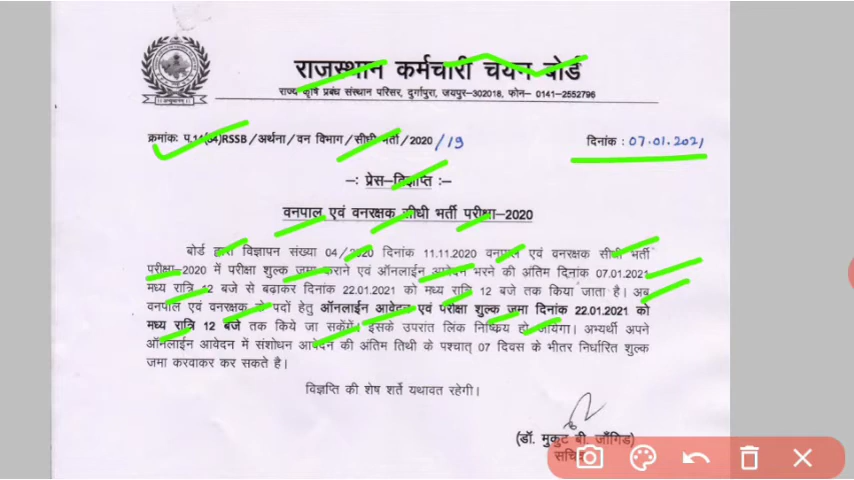 राजस्थान कर्मचारी चयन बोर्ड
राज्य कृषि प्रबंध संस्थान परिसर, दुर्गापुरा, जयपुर–302018, फोन– 0141–2552796
क्रमांकः प.14(04)RSSB/अर्थना/वन विभाग/सीधी भर्ती/2020/19 दिनांक : 07.01.2021
–: प्रेस–विज्ञप्ति :–
वनपाल एवं वनरक्षक सीधी भर्ती परीक्षा–2020
बोर्ड द्वारा विज्ञापन संख्या 04/2020 दिनांक 11.11.2020 वनपाल एवं वनरक्षक सीधी भर्ती
परीक्षा–2020 में परीक्षा शुल्क जमा कराने एवं ऑनलाईन आवेदन भरने की अंतिम दिनांक 07.01.2021
मध्य रात्रि 12 बजे से बढाकर दिनांक 22.01.2021 को मध्य रात्रि 12 बजे तक किया जाता है। अब
वनपाल एवं वनरक्षक के पदों हेतु ऑनलाईन आवेदन एवं परीक्षा शुल्क जमा दिनांक 22.01.2021 को
मध्य रात्रि 12 बजे तक किये जा सकेंगें। इसके उपरांत लिंक निष्क्रिय हो जायेगा। अभ्यर्थी अपने
ऑनलाईन आवेदन में संशोधन आवेदन की अंतिम तिथी के पश्चात् 07 दिवस के भीतर निर्धारित शुल्क
जमा करवाकर कर सकते है।
विज्ञप्ति की शेष शर्ते यथावत रहेगी।
(डॉ. मुकुट बी. जाँगिड)
सचिव